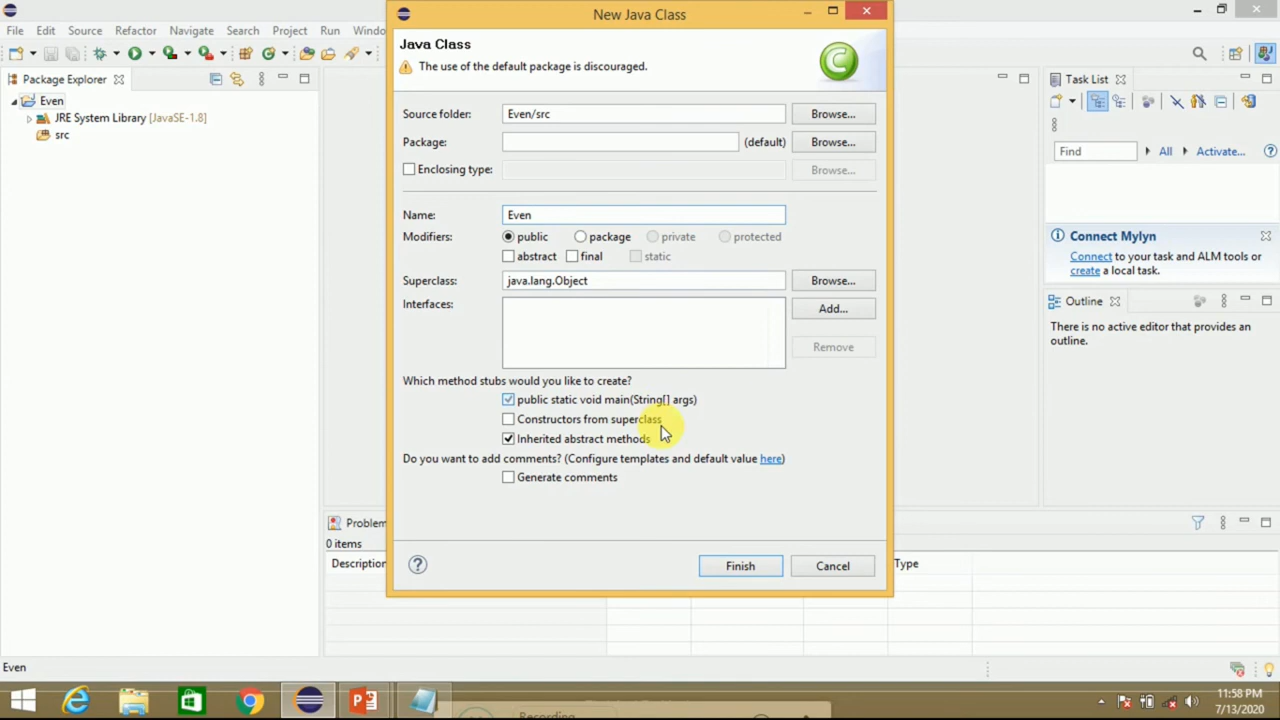 New Java Class
File Edit Source Refactor Navigate Search Project Run Windo
Java Class
The use of the default package is discouraged.
Package Explorer
Task List
Even
Source folder: Even/src Browse...
JRE System Library [JavaSE-1.8]
src
Package: (default) Browse...
Find All Activate...
Enclosing type: Browse...
Name: Even
Modifiers: public package private protected
abstract final static
Connect Mylyn
Connect to your task and ALM tools or
create a local task.
Superclass: java.lang.Object Browse...
Interfaces: Add...
Remove
Outline
There is no active editor that provides an
outline.
Which method stubs would you like to create?
public static void main(String[] args)
Constructors from superclass
Inherited abstract methods
Do you want to add comments? (Configure templates and default value here)
Generate comments
Problem
0 items
Description Type
Finish Cancel
Even
11:58 PM
7/13/2020
Recording